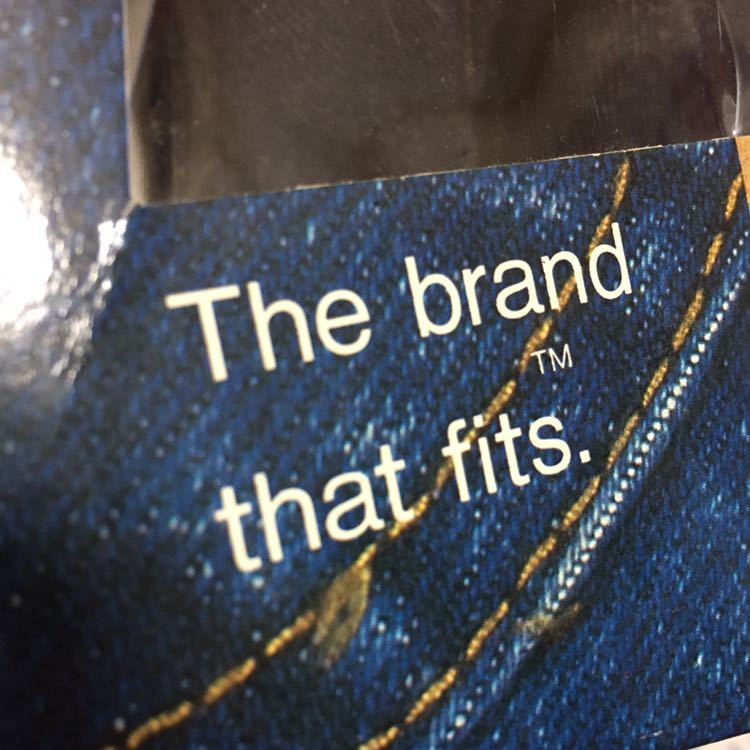 The brand
TM
that fits.